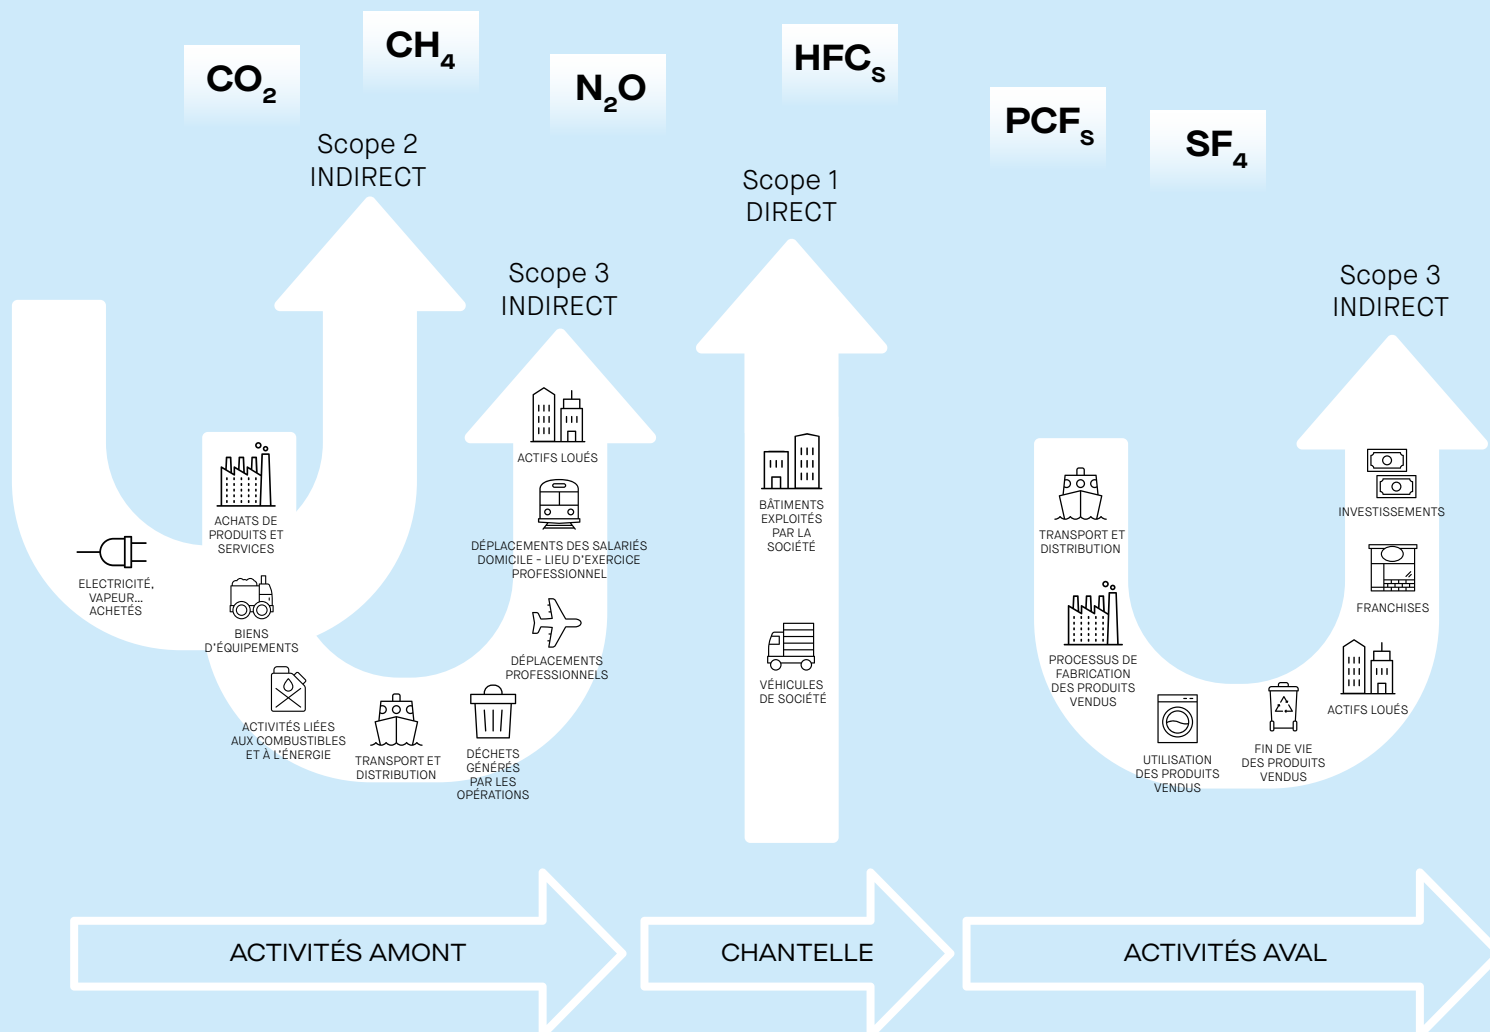 CO₂
CH₄
N₂O
HFCs
PCFs
SF₄
Scope 2
INDIRECT
Scope 3
INDIRECT
Scope 1
DIRECT
Scope 3
INDIRECT
ELECTRICITÉ,
VAPEUR...
ACHETÉS
ACHATS DE
PRODUITS ET
SERVICES
BIENS
D'ÉQUIPEMENTS
ACTIVITÉS LIÉES
AUX COMBUSTIBLES
ET À L'ÉNERGIE
TRANSPORT ET
DISTRIBUTION
DÉCHETS
GÉNÉRÉS
PAR LES
OPÉRATIONS
DÉPLACEMENTS
PROFESSIONNELS
DÉPLACEMENTS DES SALARIÉS
DOMICILE - LIEU D'EXERCICE
PROFESSIONNEL
ACTIFS LOUÉS
BÂTIMENTS
EXPLOITÉS
PAR LA
SOCIÉTÉ
VÉHICULES
DE SOCIÉTÉ
TRANSPORT ET
DISTRIBUTION
PROCESSUS DE
FABRICATION
DES PRODUITS
VENDUS
UTILISATION
DES PRODUITS
VENDUS
FIN DE VIE
DES PRODUITS
VENDUS
ACTIFS LOUÉS
FRANCHISES
INVESTISSEMENTS
ACTIVITÉS AMONT
CHANTELLE
ACTIVITÉS AVAL